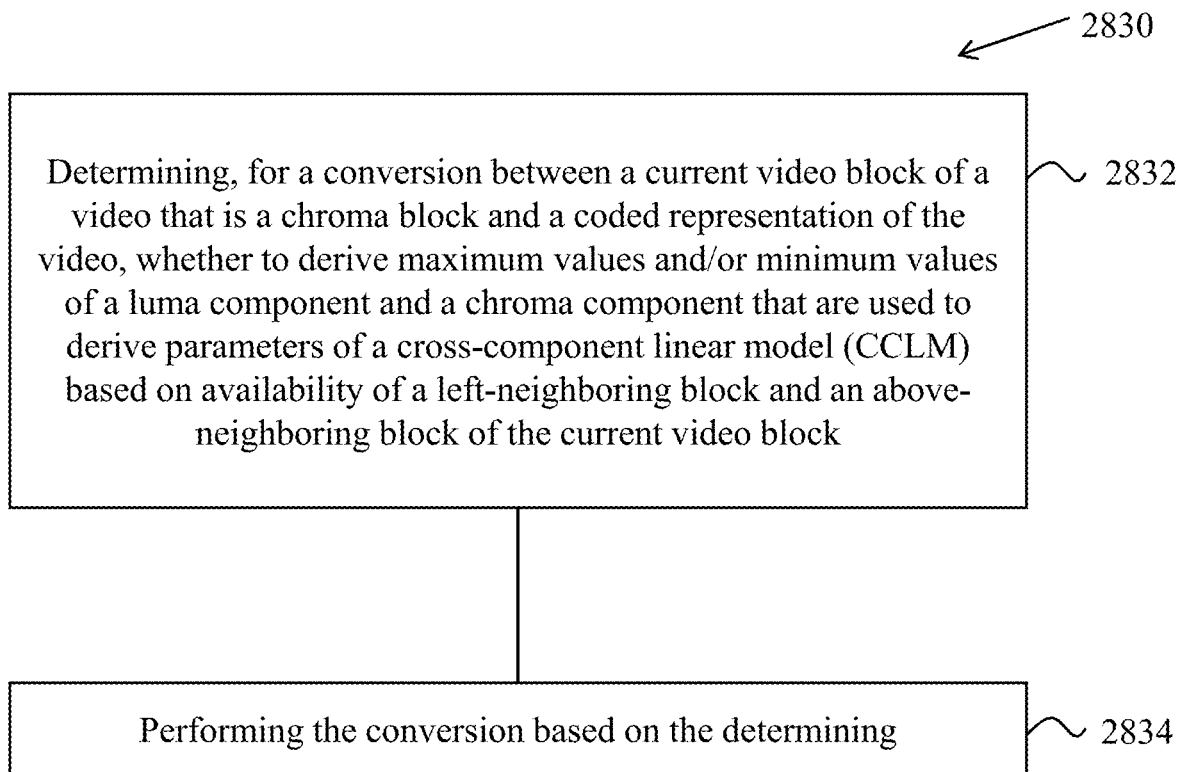 2830
Determining, for a conversion between a current video block of a
video that is a chroma block and a coded representation of the
video, whether to derive maximum values and/or minimum values
of a luma component and a chroma component that are used to
derive parameters of a cross-component linear model (CCLM)
based on availability of a left-neighboring block and an above-
neighboring block of the current video block
2832
Performing the conversion based on the determining
2834